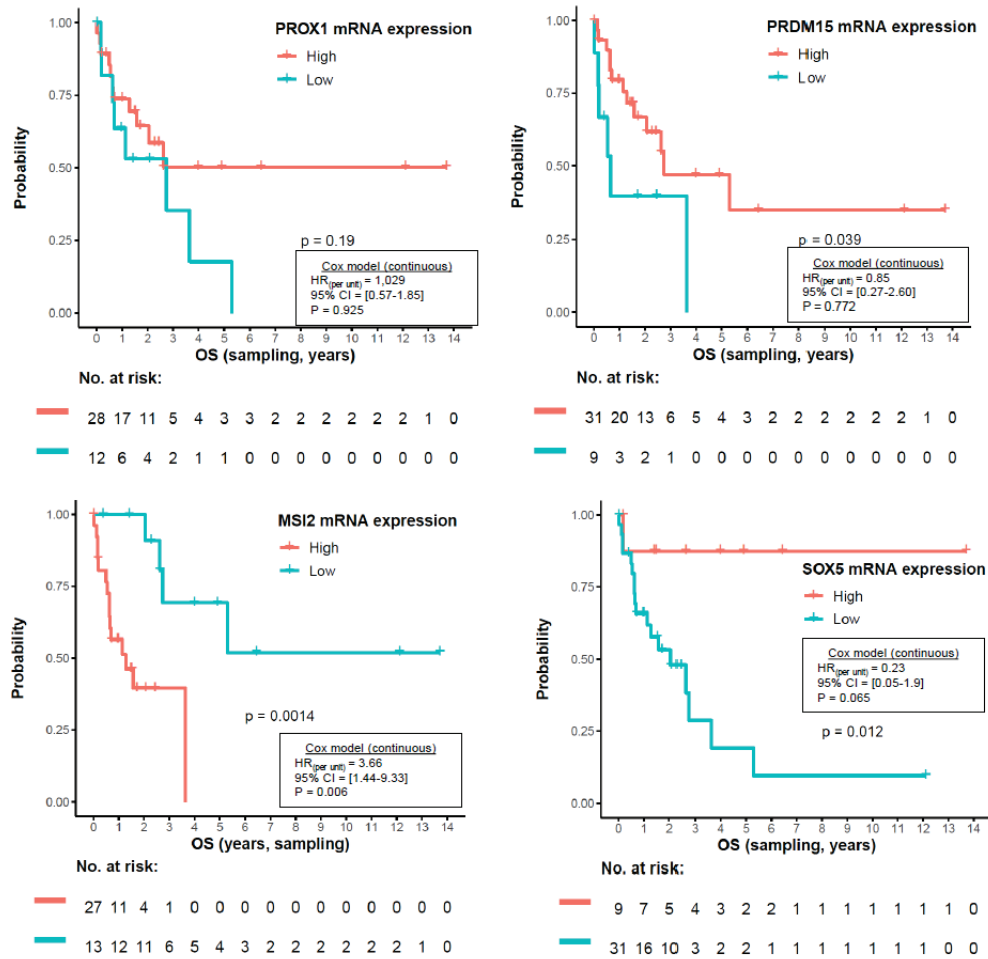 PROX1 mRNA expression
High
Low
Probability
1.00
0.75
0.50
0.25
0.00
p = 0.19
Cox model (continuous)
HR(per unit) = 1,029
95% CI = [0.57-1.85]
P = 0.925
0 1 2 3 4 5 6 7 8 9 10 11 12 13 14
OS (sampling, years)
No. at risk:
28 17 11 5 4 3 3 2 2 2 2 2 2 1 0
12 6 4 2 1 1 0 0 0 0 0 0 0 0 0
PRDM15 mRNA expression
High
Low
Probability
1.00
0.75
0.50
0.25
0.00
p = 0.039
Cox model (continuous)
HR(per unit) = 0.85
95% CI = [0.27-2.60]
P = 0.772
0 1 2 3 4 5 6 7 8 9 10 11 12 13 14
OS (sampling, years)
No. at risk:
31 20 13 6 5 4 3 2 2 2 2 2 2 1 0
9 3 2 1 0 0 0 0 0 0 0 0 0 0 0
MSI2 mRNA expression
High
Low
Probability
1.00
0.75
0.50
0.25
0.00
p = 0.0014
Cox model (continuous)
HR(per unit) = 3.66
95% CI = [1.44-9.33]
P = 0.006
0 1 2 3 4 5 6 7 8 9 10 11 12 13 14
OS (years, sampling)
No. at risk:
27 11 4 1 0 0 0 0 0 0 0 0 0 0 0
13 12 11 6 5 4 3 2 2 2 2 2 2 1 0
SOX5 mRNA expression
High
Low
Probability
1.00
0.75
0.50
0.25
0.00
Cox model (continuous)
HR(per unit) = 0.23
95% CI = [0.05-1.9]
P = 0.065
p = 0.012
0 1 2 3 4 5 6 7 8 9 10 11 12 13 14
OS (sampling, years)
No. at risk:
9 7 5 4 3 2 2 1 1 1 1 1 1 1 0
31 16 10 3 2 2 1 1 1 1 1 1 1 0 0